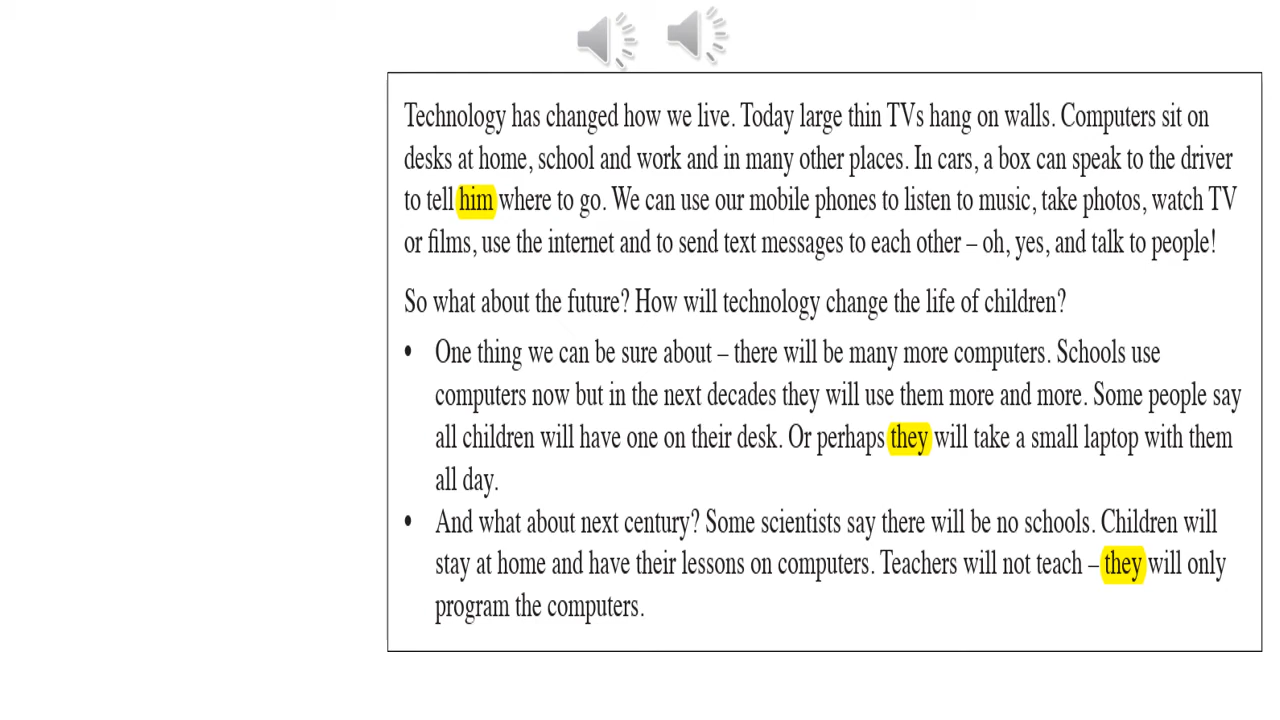 Technology has changed how we live. Today large thin TVs hang on walls. Computers sit on
desks at home, school and work and in many other places. In cars, a box can speak to the driver
to tell him where to go. We can use our mobile phones to listen to music, take photos, watch TV
or films, use the internet and to send text messages to each other – oh, yes, and talk to people!
So what about the future? How will technology change the life of children?
• One thing we can be sure about – there will be many more computers. Schools use
computers now but in the next decades they will use them more and more. Some people say
all children will have one on their desk. Or perhaps they will take a small laptop with them
all day.
• And what about next century? Some scientists say there will be no schools. Children will
stay at home and have their lessons on computers. Teachers will not teach – they will only
program the computers.